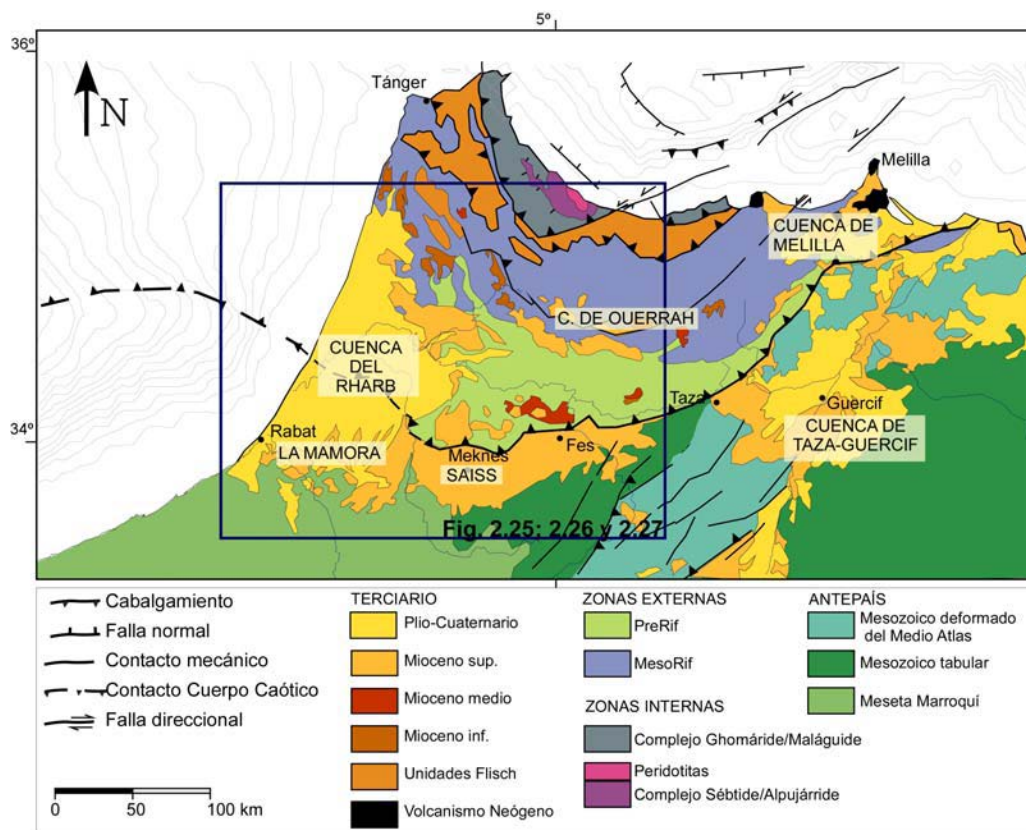 5º
36º
Tánger
N
Melilla
CUENCA DE
MELILLA
C. DE OUERRAH
CUENCA
DEL
RHARB
Taza
Guercif
34º
Rabat
Fes
CUENCA DE
TAZA-GUERCIF
LA MAMORA
Meknes
SAISS
Fig. 2.25; 2.26 y 2.27
Cabalgamiento
Falla normal
Contacto mecánico
Contacto Cuerpo Caótico
Falla direccional
0 50 100 km
TERCIARIO
Plio-Cuaternario
Mioceno sup.
Mioceno medio
Mioceno inf.
Unidades Flisch
Volcanismo Neógeno
ZONAS EXTERNAS
PreRif
MesoRif
ZONAS INTERNAS
Complejo Ghomáride/Maláguide
Peridotitas
Complejo Sébtide/Alpujárride
ANTEPAÍS
Mesozoico deformado
del Medio Atlas
Mesozoico tabular
Meseta Marroquí